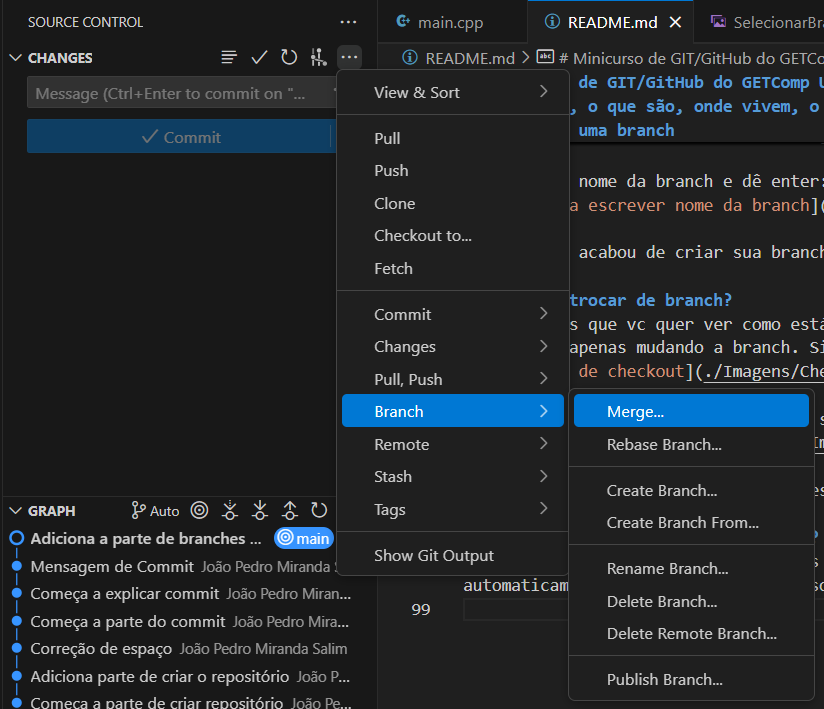 SOURCE CONTROL
CHANGES
Message (Ctrl+Enter to commit on "...
Commit
GRAPH
Auto
Adiciona a parte de branches ... main
Mensagem de Commit João Pedro Miranda S
Começa a explicar commit João Pedro Miran...
Começa a parte do commit João Pedro Mira...
Correção de espaço João Pedro Miranda Salim
Adiciona parte de criar o repositório João P...
Começa a parte de criar repositório João Pe...
View & Sort
Pull
Push
Clone
Checkout to...
Fetch
Commit
Changes
Pull, Push
Branch
Remote
Stash
Tags
Show Git Output
Merge...
Rebase Branch...
Create Branch...
Create Branch From...
Rename Branch...
Delete Branch...
Delete Remote Branch...
Publish Branch...
main.cpp
README.md
SelecionarBra
README.md > # Minicurso de GIT/GitHub do GETCo
de GIT/GitHub do GETComp U
, o que são, onde vivem, o
uma branch
nome da branch e dê enter:
a escrever nome da branch](
acabou de criar sua branch
trocar de branch?
s que vc quer ver como está
apenas mudando a branch. Si
de checkout](./Imagens/Che
automaticam
99